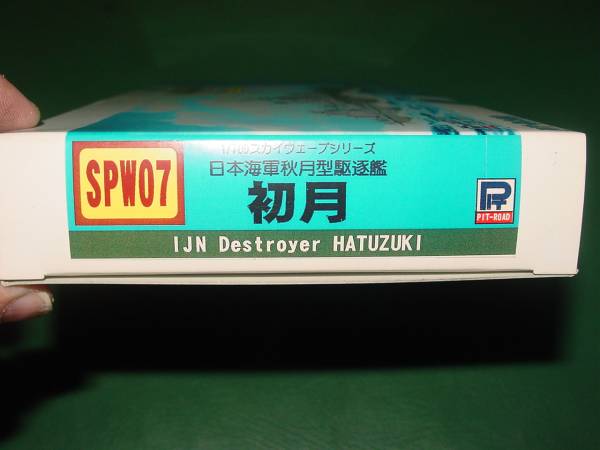 SPW07
1/700スカイウェーブシリーズ
日本海軍秋月型駆逐艦
初月
IJN Destroyer HATUZUKI
PIT
PIT-ROAD